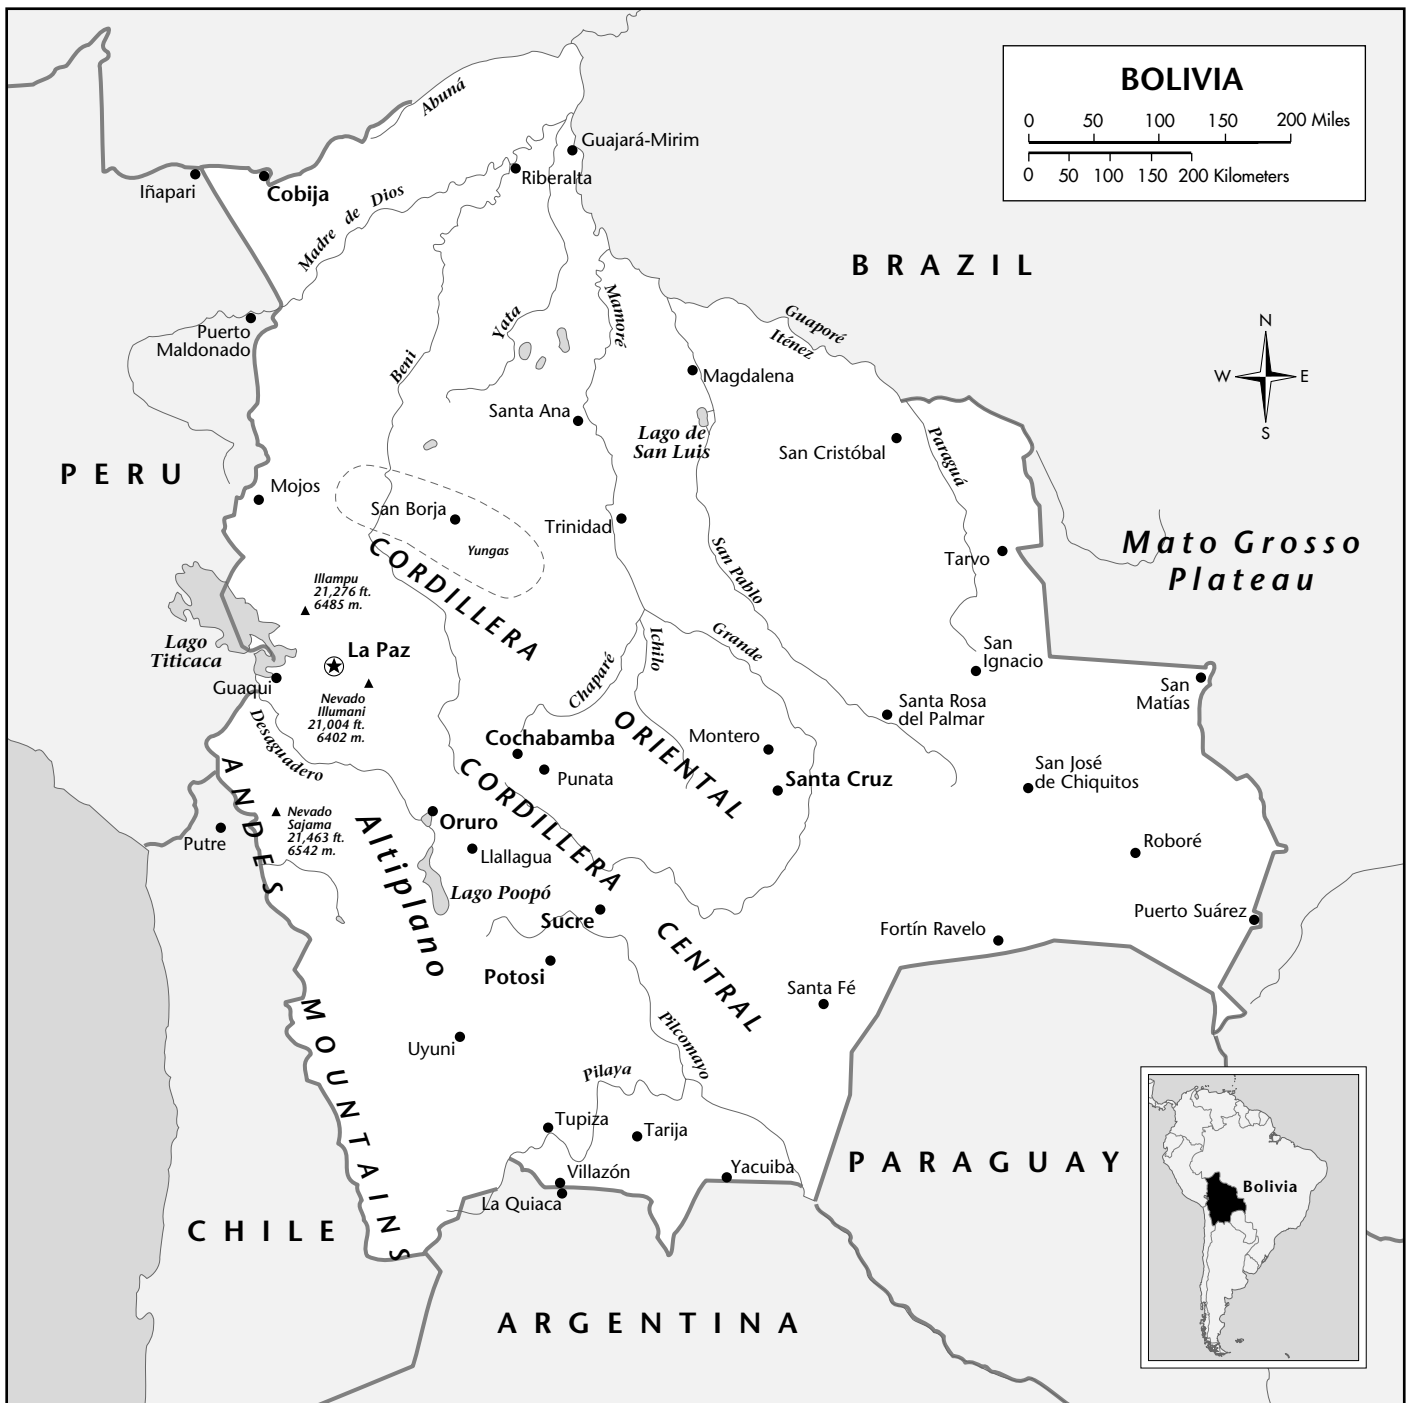 BOLIVIA
0 50 100 150 200 Miles
0 50 100 150 200 Kilometers
Abuná
Guajará-Mirim
Riberalta
Iñapari
Cobija
Madre de Dios
BRAZIL
N
W E
S
Puerto
Maldonado
Yata
Mamoré
Guaporé
Iténez
Beni
Magdalena
Santa Ana
Lago de
San Luis
San Cristóbal
Paraguá
PERU
Mojos
San Borja
Trinidad
Yungas
Tarvo
San Pablo
Mato Grosso
Plateau
CORDILLERA
Illampu
21,276 ft.
6485 m.
Lago
Titicaca
La Paz
Guaqui
Nevado
Illumani
21,004 ft.
6402 m.
Ichilo
Grande
Chaparé
San
Ignacio
San
Matías
Santa Rosa
del Palmar
Desaguadero
Cochabamba
Punata
ORIENTAL
Montero
Santa Cruz
San José
de Chiquitos
CORDILLERA
ANDES
Nevado
Sajama
21,463 ft.
6542 m.
Putre
Altiplano
Oruro
Llallagua
Lago Poopó
Roboré
Puerto Suárez
Sucre
Fortín Ravelo
CENTRAL
Potosi
Santa Fé
MOUNTAINS
Uyuni
Pilcomayo
Pilaya
Tupiza
Tarija
Villazón
Yacuiba
La Quiaca
PARAGUAY
CHILE
ARGENTINA
Bolivia